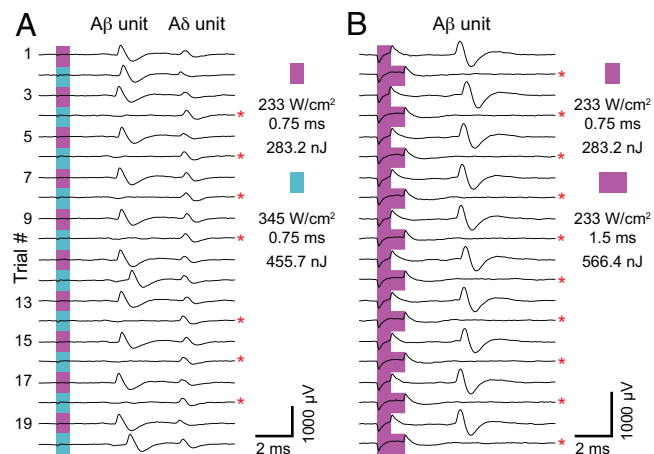 A
Aβ unit
Aδ unit
Trial #
1
3
5
7
9
13
15
17
19
*
*
*
*
*
*
*
233 W/cm²
0.75 ms
283.2 nJ
345 W/cm²
0.75 ms
455.7 nJ
1000 µV
2 ms
B
Aβ unit
*
*
*
*
*
*
*
*
*
*
233 W/cm²
0.75 ms
283.2 nJ
233 W/cm²
1.5 ms
566.4 nJ
1000 µV
2 ms